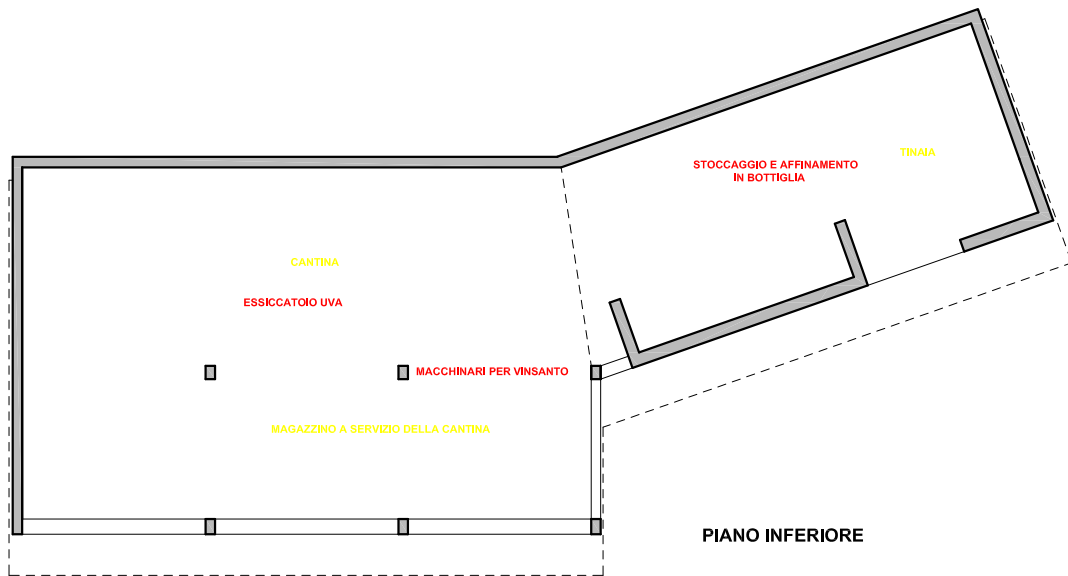 STOCCAGGIO E AFFINAMENTO
IN BOTTIGLIA
TINAIA
CANTINA
ESSICCATOIO UVA
MACCHINARI PER VINSANTO
MAGAZZINO A SERVIZIO DELLA CANTINA
PIANO INFERIORE